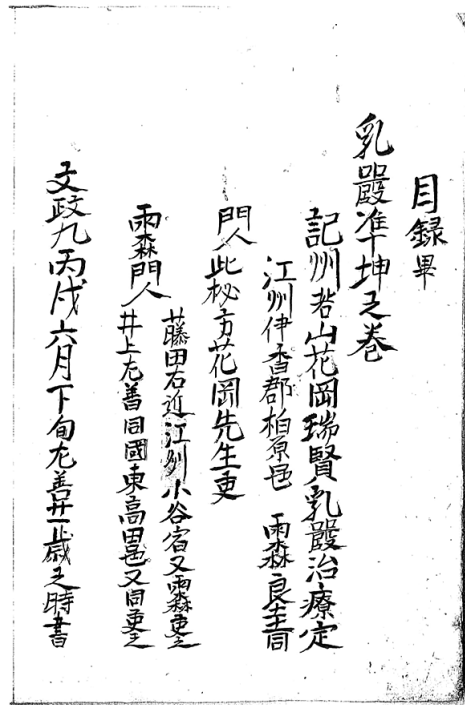 目録畢
乳嵓准坤之巻
記州若山花岡瑞賢乳嵓治療定
江州伊香郡柏原邑 雨森良圭同
門人此秘方花岡先生吏
藤田右近江州小谷宿又雨森吏之
雨森門人
井上左善同國東高田邑又同吏之
文政九丙戌六月下旬左善廿一歳之時書